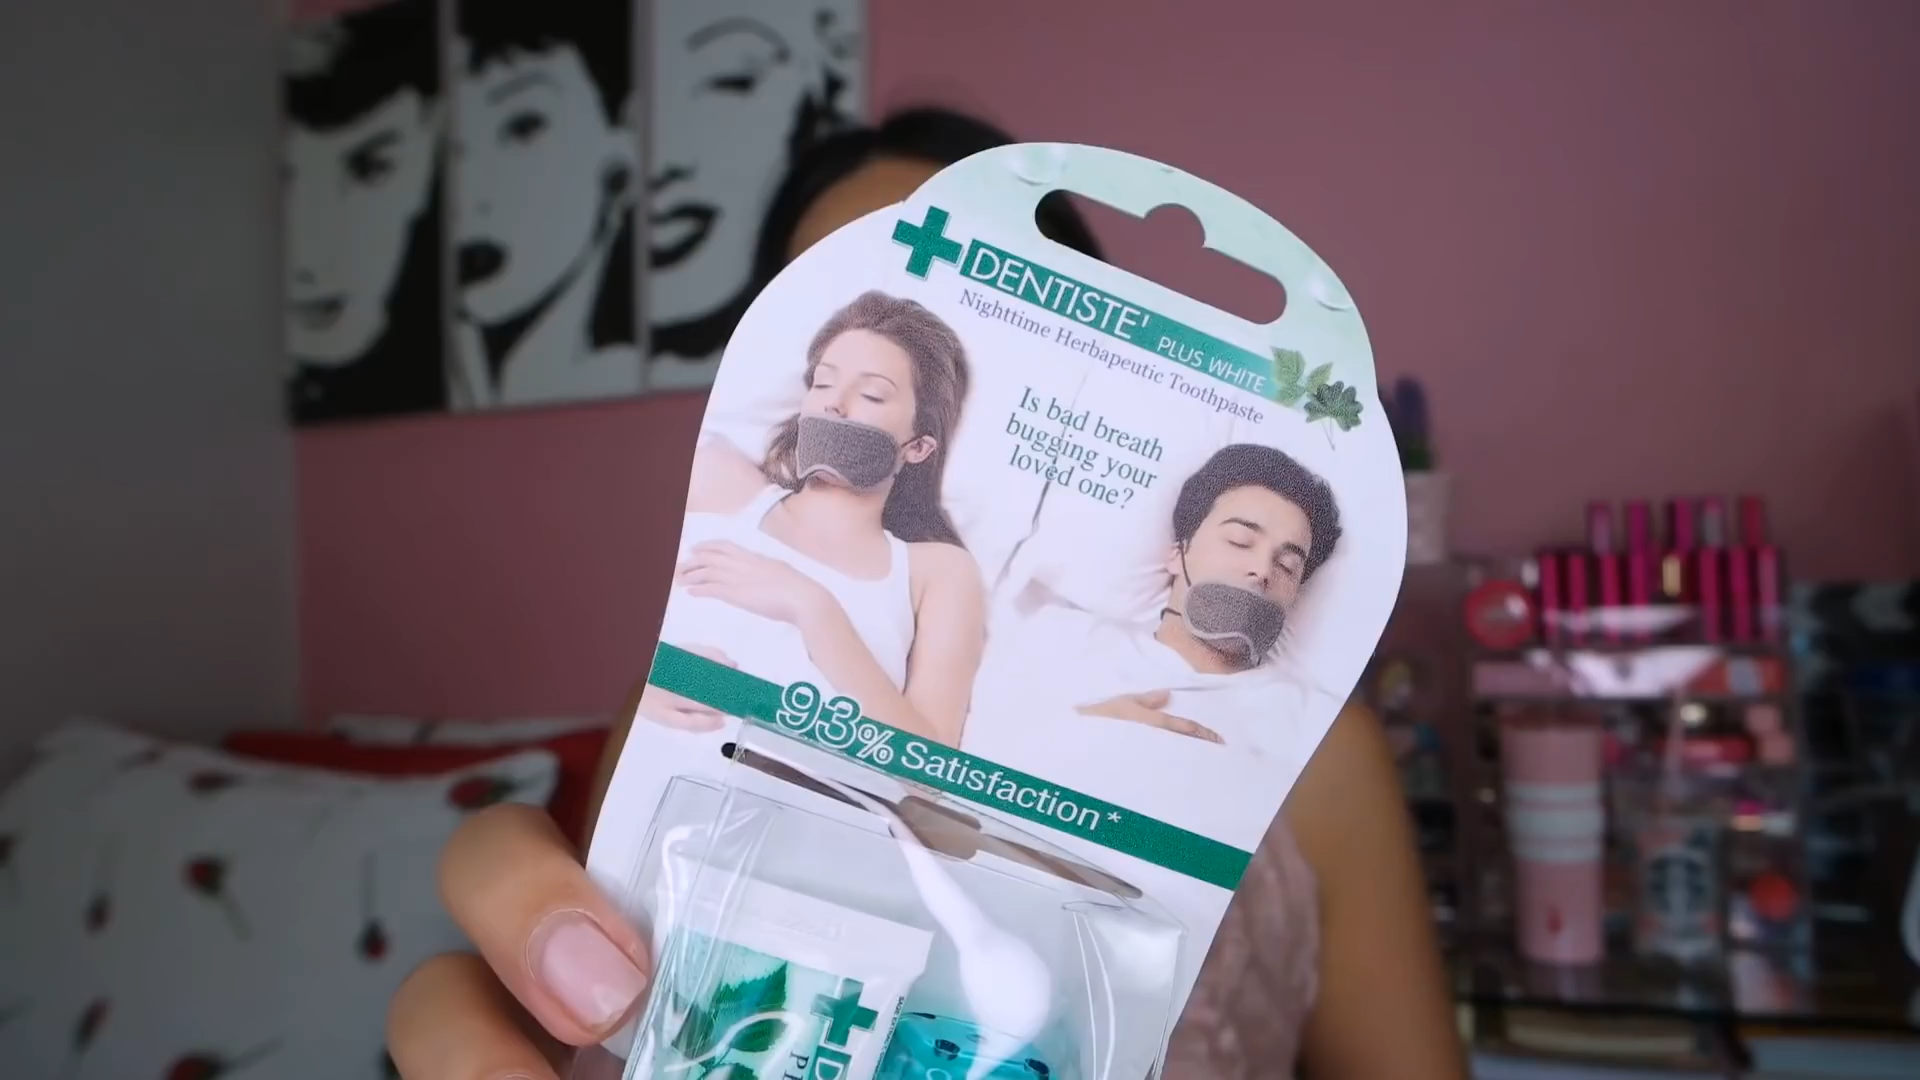 DENTISTE' PLUS WHITE
Nighttime Herbapeutic Toothpaste
Is bad breath
bugging your
loved one?
93% Satisfaction*